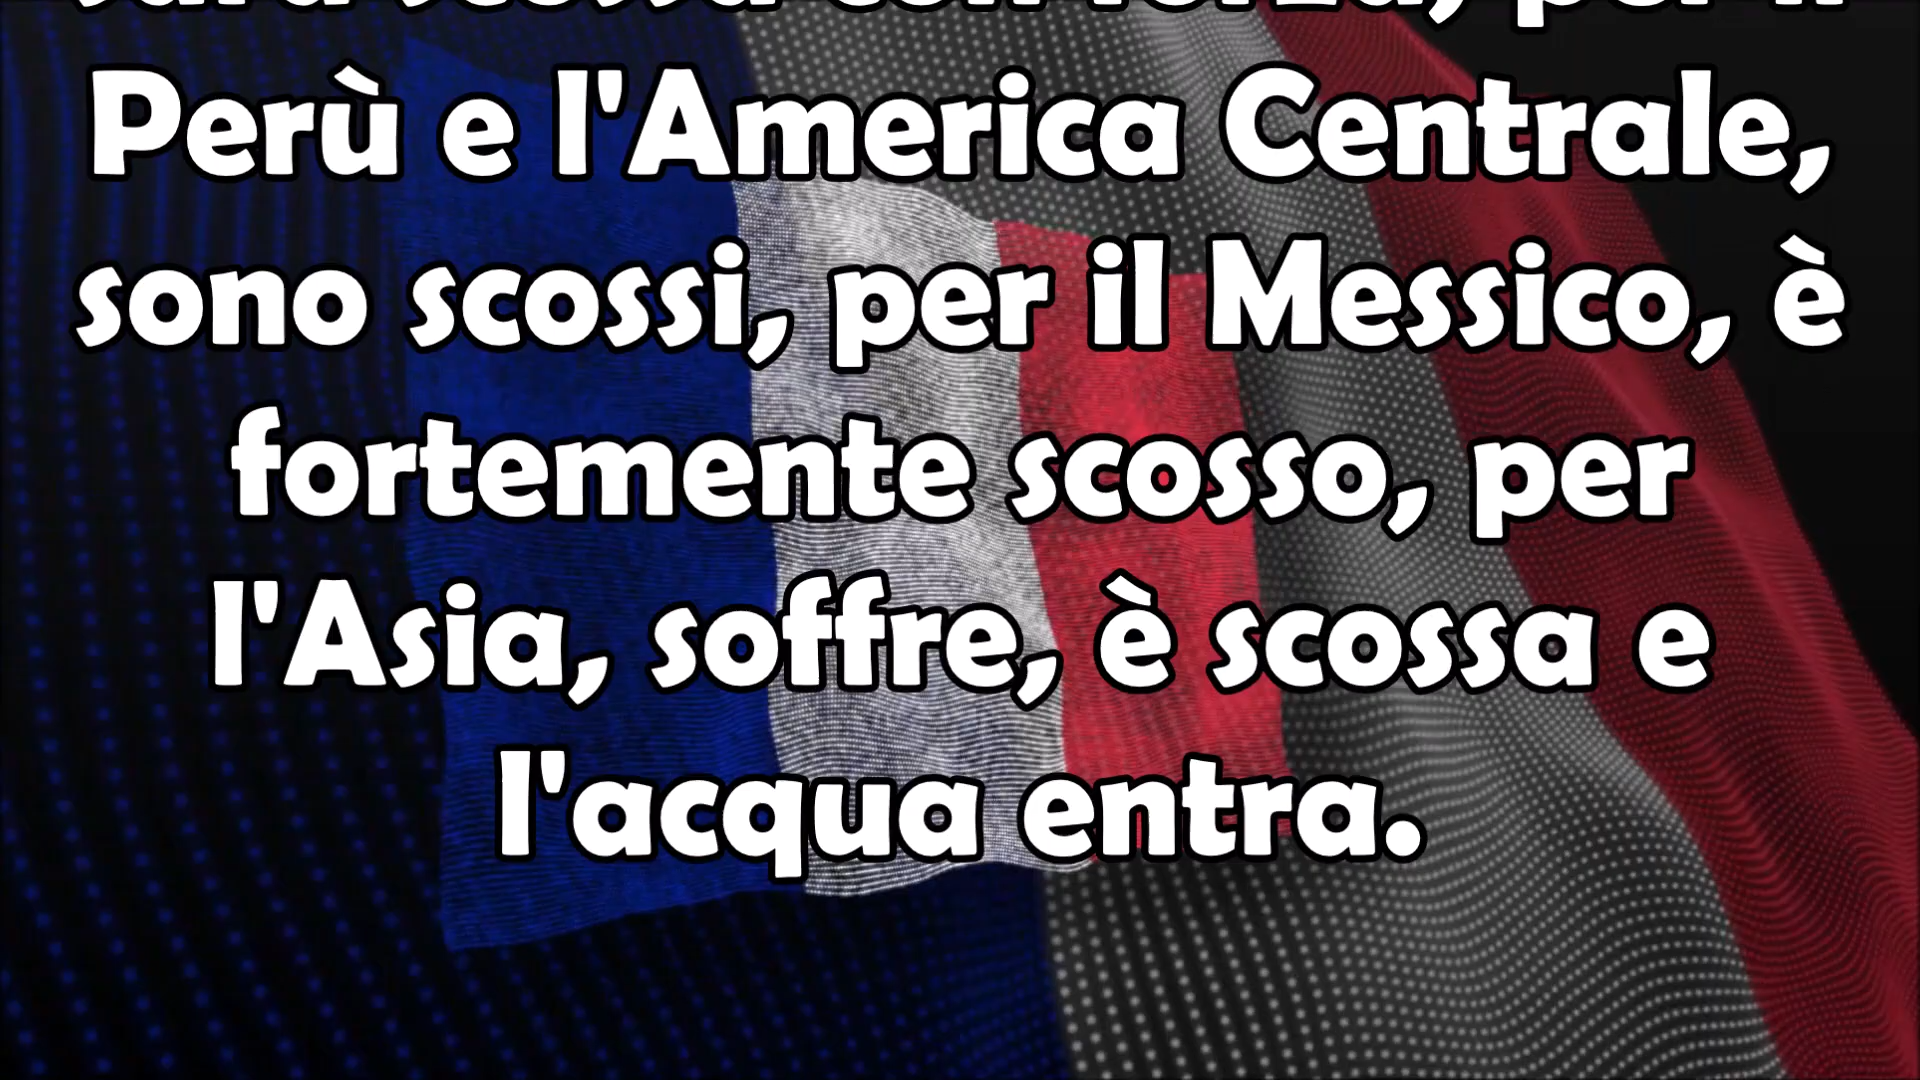 sarà scossa con forza, per il
Perù e l'America Centrale,
sono scossi, per il Messico, è
fortemente scosso, per
l'Asia, soffre, è scossa e
l'acqua entra.